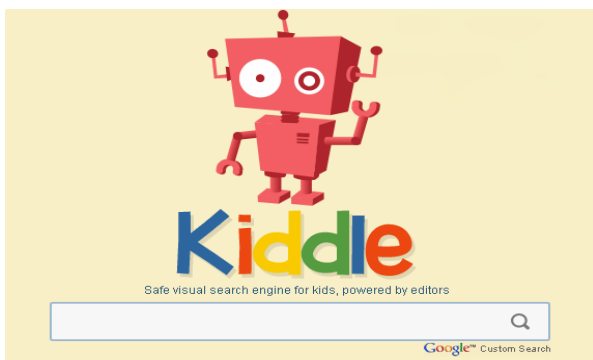 Kiddle
Safe visual search engine for kids, powered by editors
Google™ Custom Search